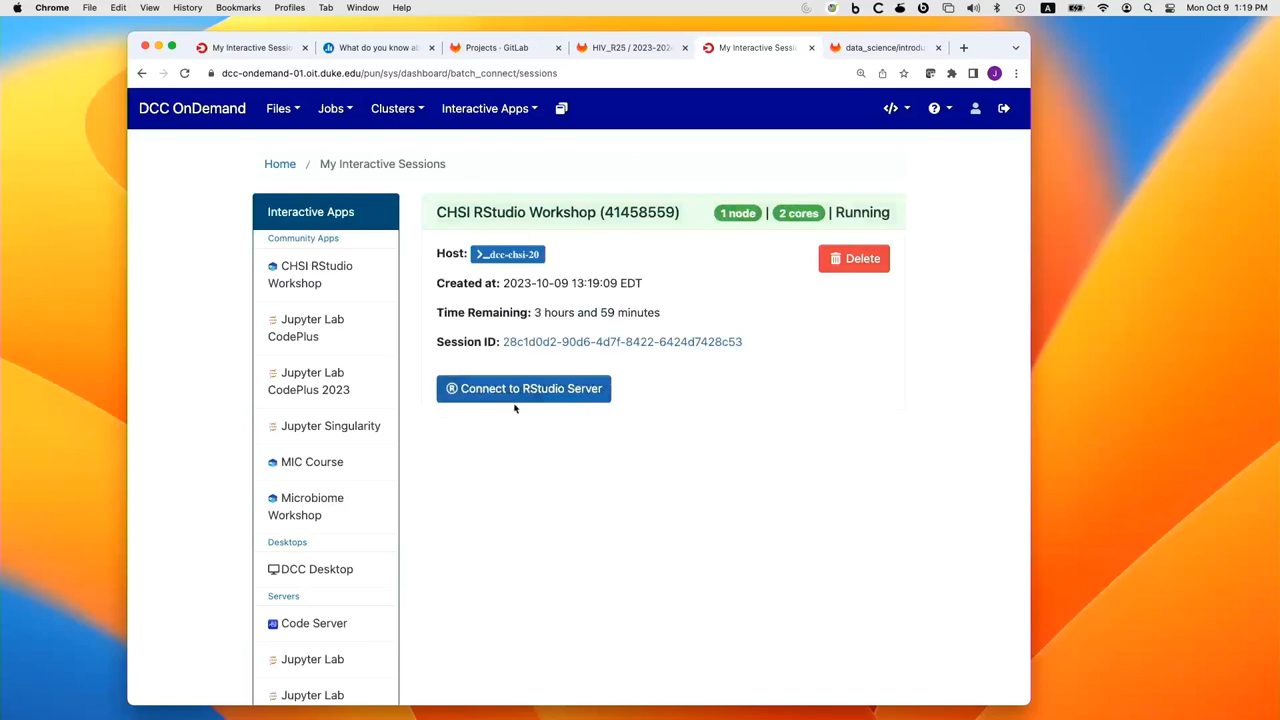 Chrome File Edit View History Bookmarks Profiles Tab Window Help
A
Mon Oct 9 1:19 PM
My Interactive Sessio
What do you know ab
Projects · GitLab
HIV_R25 / 2023-202
My Interactive Sessi
data_science/introdu
dcc-ondemand-01.oit.duke.edu/pun/sys/dashboard/batch_connect/sessions
J
DCC OnDemand Files Jobs Clusters Interactive Apps
Home / My Interactive Sessions
Interactive Apps
Community Apps
CHSI RStudio
Workshop
Jupyter Lab
CodePlus
Jupyter Lab
CodePlus 2023
Jupyter Singularity
MIC Course
Microbiome
Workshop
Desktops
DCC Desktop
Servers
Code Server
Jupyter Lab
Jupyter Lab
CHSI RStudio Workshop (41458559) 1 node | 2 cores | Running
Host: >_dcc-chsi-20
Delete
Created at: 2023-10-09 13:19:09 EDT
Time Remaining: 3 hours and 59 minutes
Session ID: 28c1d0d2-90d6-4d7f-8422-6424d7428c53
Connect to RStudio Server